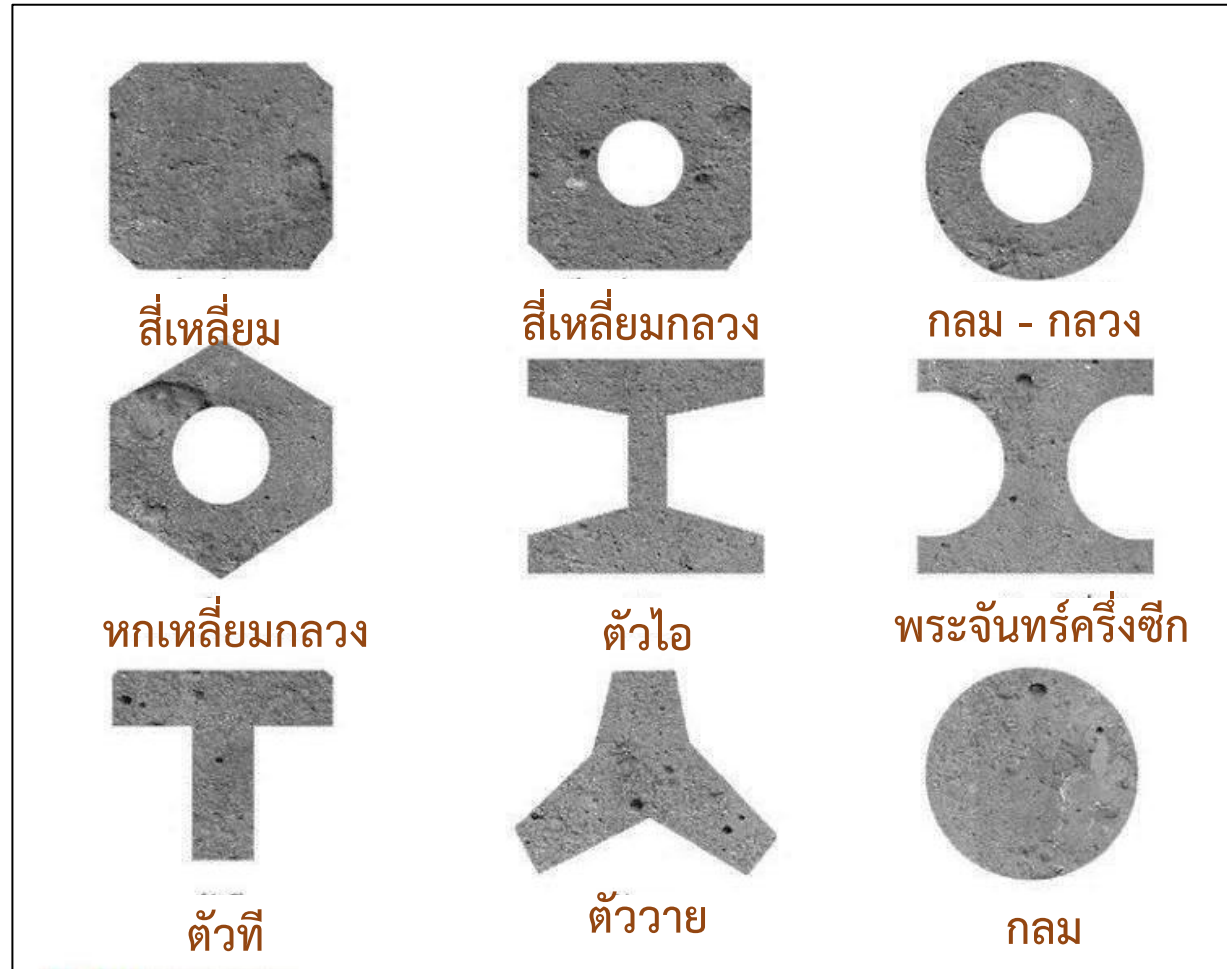 สี่เหลี่ยม
สี่เหลี่ยมกลวง
กลม - กลวง
หกเหลี่ยมกลวง
ตัวไอ
พระจันทร์ครึ่งซีก
ตัวที
ตัววาย
กลม